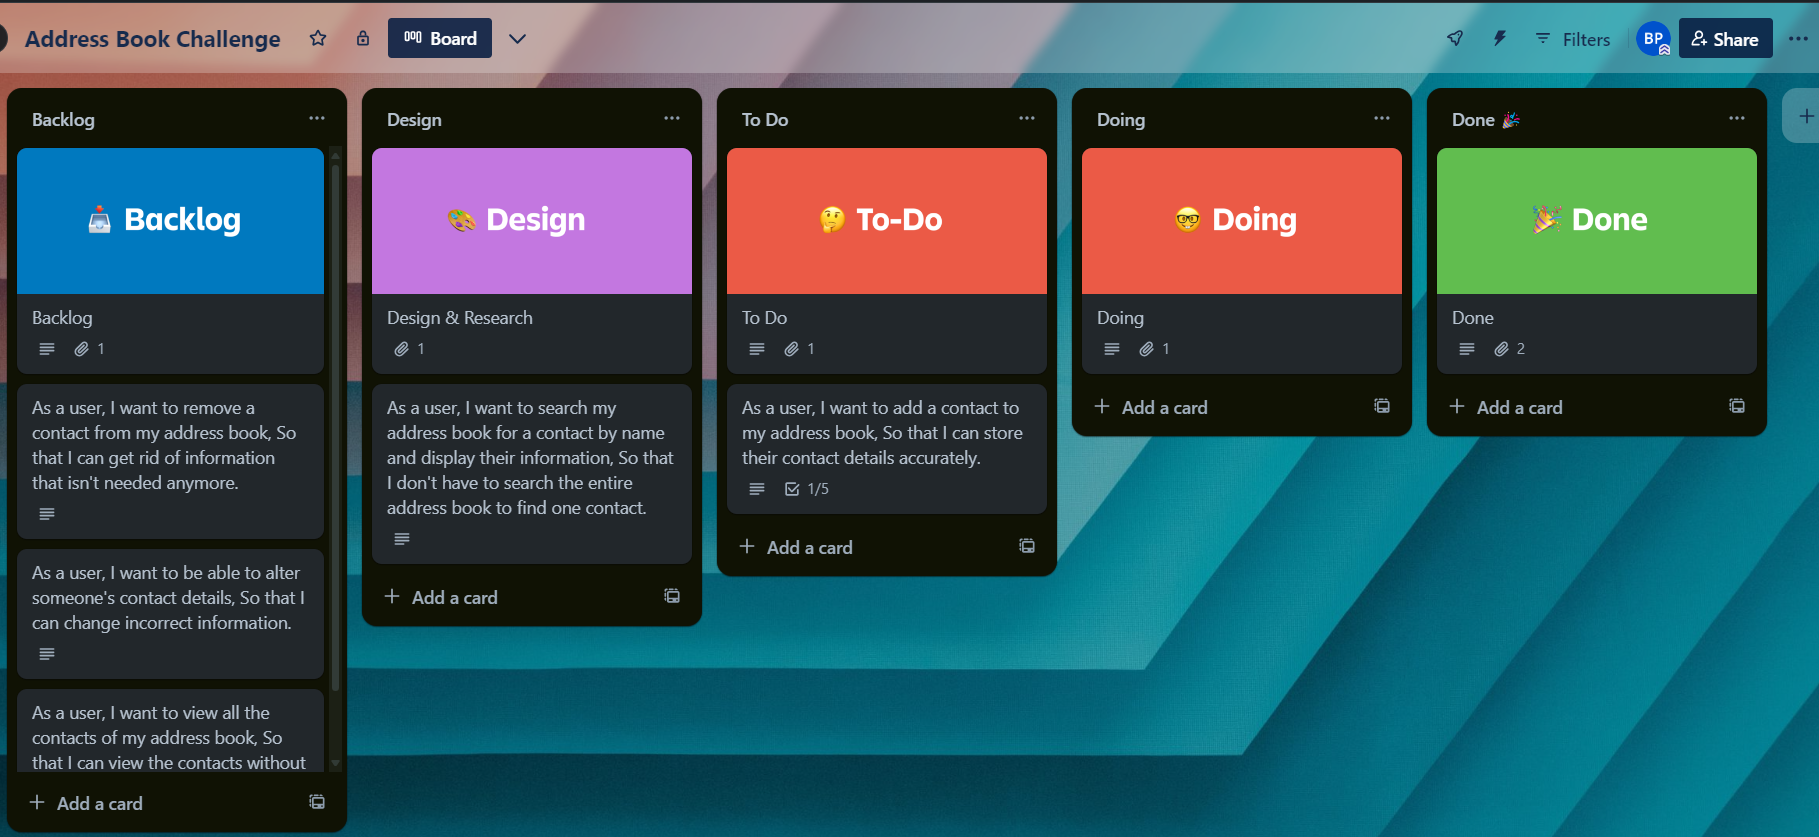 Address Book Challenge
Board
Filters
BP
Share
Backlog
Backlog
Backlog
1
As a user, I want to remove a
contact from my address book, So
that I can get rid of information
that isn't needed anymore.
As a user, I want to be able to alter
someone's contact details, So that I
can change incorrect information.
As a user, I want to view all the
contacts of my address book, So
that I can view the contacts without
Add a card
Design
Design
Design & Research
1
As a user, I want to search my
address book for a contact by name
and display their information, So that
I don't have to search the entire
address book to find one contact.
Add a card
To Do
To-Do
To Do
1
As a user, I want to add a contact to
my address book, So that I can store
their contact details accurately.
1/5
Add a card
Doing
Doing
Doing
1
Add a card
Done
Done
Done
2
Add a card